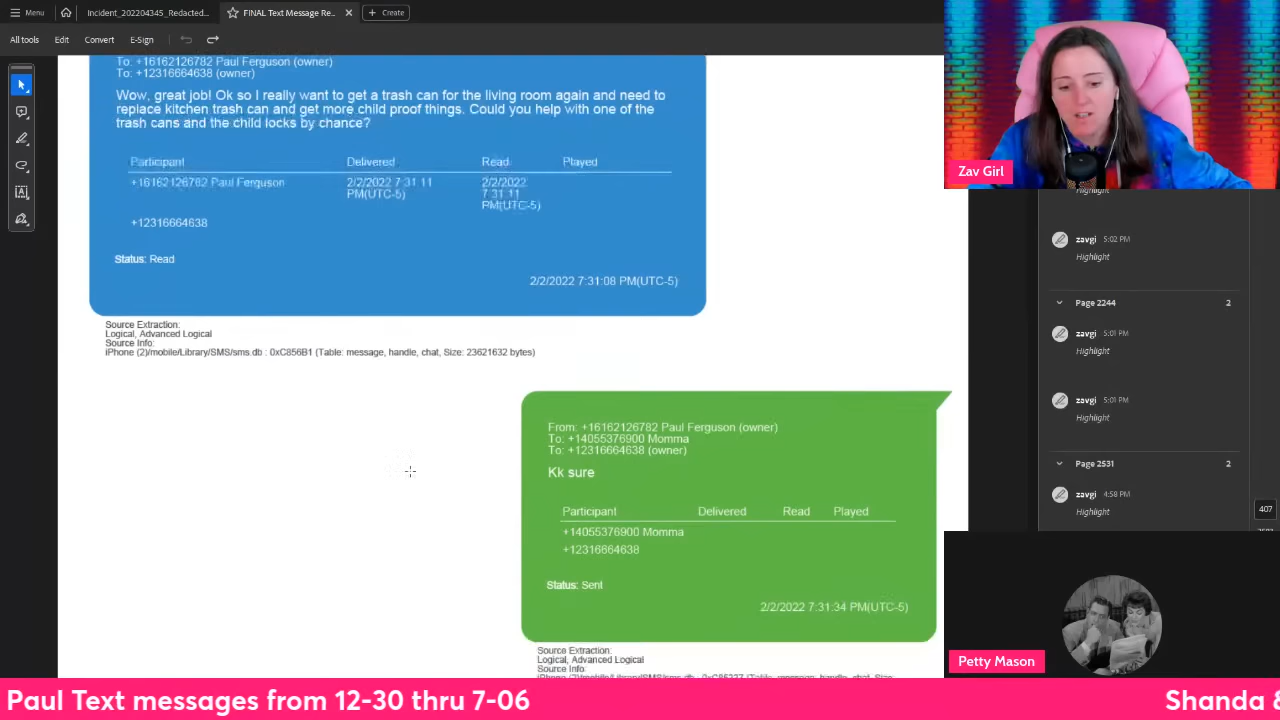 Menu
Incident_202204345_Redacted...
FINAL Text Message Re...
Create
All tools
Edit
Convert
E-Sign
To: +16162126782 Paul Ferguson (owner)
To: +12316664638 (owner)
Wow, great job! Ok so I really want to get a trash can for the living room again and need to
replace kitchen trash can and get more child proof things. Could you help with one of the
trash cans and the child locks by chance?
Participant Delivered Read Played
+16162126782 Paul Ferguson 2/2/2022 7:31:11 PM(UTC-5) 2/2/2022 7:31:11 PM(UTC-5)
+12316664638
Status: Read
2/2/2022 7:31:08 PM(UTC-5)
Source Extraction:
Logical, Advanced Logical
Source Info:
iPhone (2)/mobile/Library/SMS/sms.db : 0xC856B1 (Table: message, handle, chat, Size: 23621632 bytes)
From: +16162126782 Paul Ferguson (owner)
To: +14055376900 Momma
To: +12316664638 (owner)
Kk sure
Participant Delivered Read Played
+14055376900 Momma
+12316664638
Status: Sent
2/2/2022 7:31:34 PM(UTC-5)
Source Extraction:
Logical, Advanced Logical
Source Info:
Zav Girl
Highlight
zavgi 5:02 PM
Highlight
Page 2244 2
zavgi 5:01 PM
Highlight
zavgi 5:01 PM
Highlight
Page 2531 2
zavgi 4:58 PM
Highlight
407
Petty Mason
Paul Text messages from 12-30 thru 7-06
Shanda &